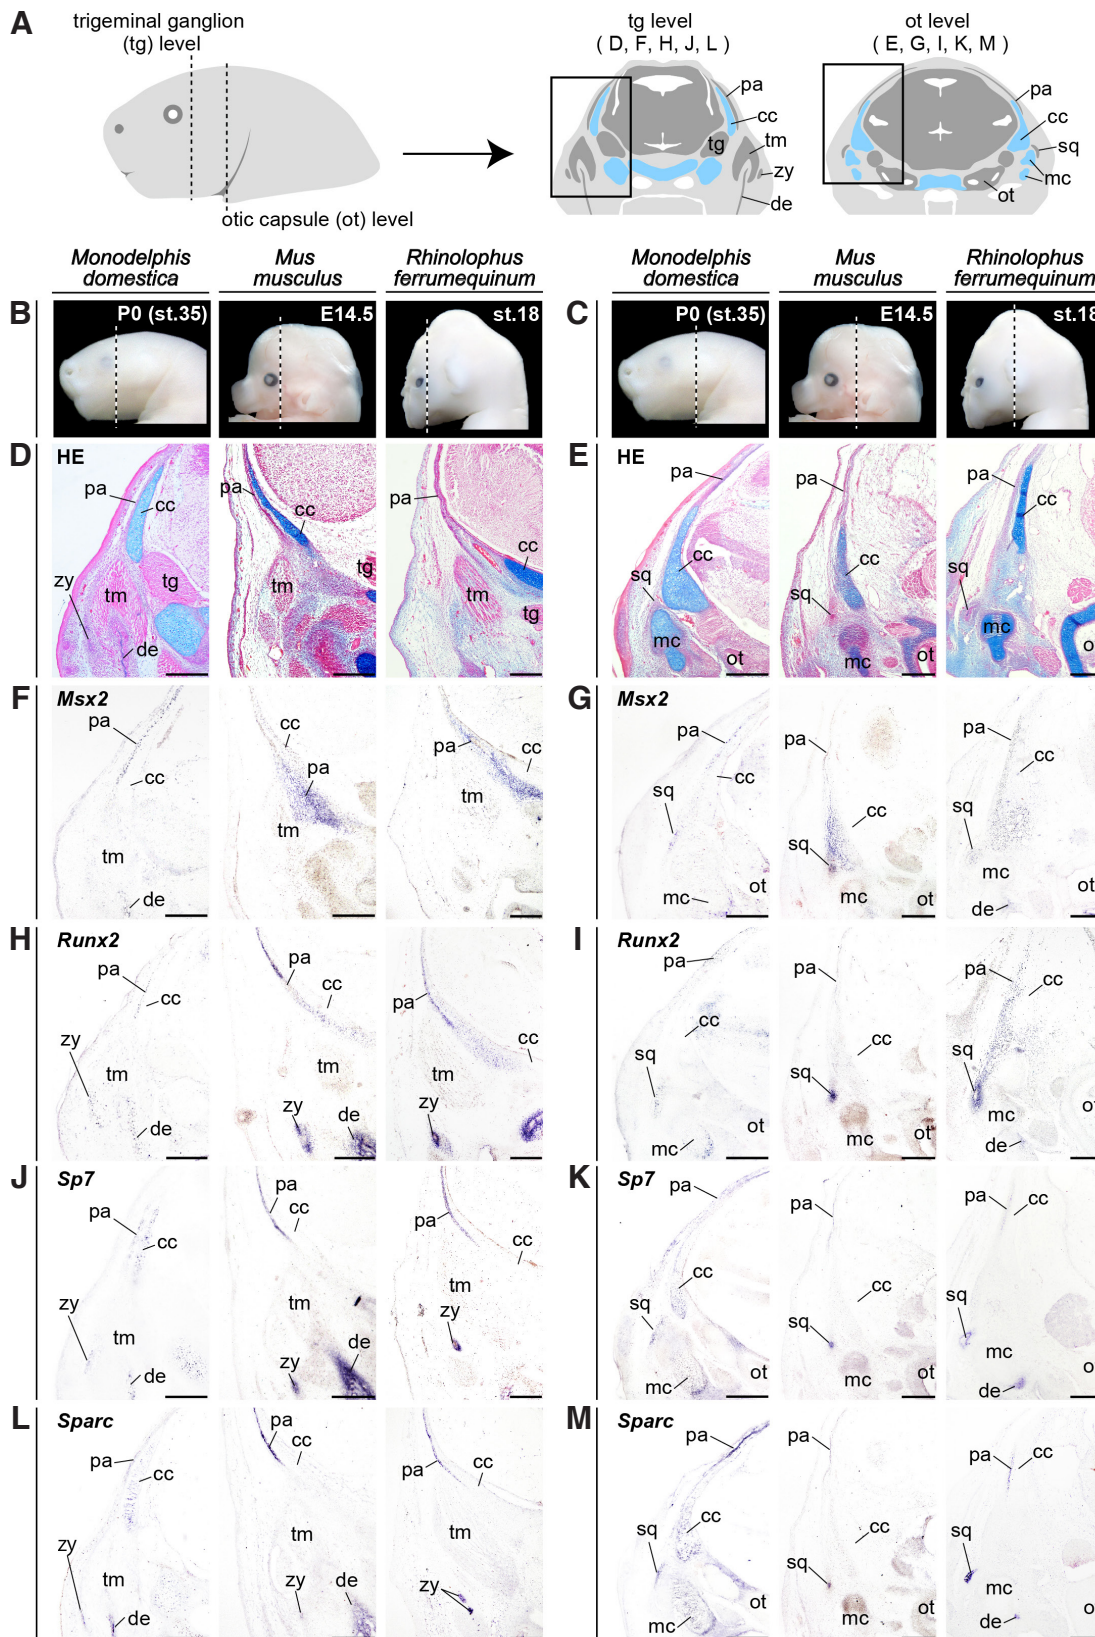 A
trigeminal ganglion
(tg) level
otic capsule (ot) level
tg level
( D, F, H, J, L )
pa
cc
tg
tm
zy
de
ot level
( E, G, I, K, M )
pa
cc
sq
mc
ot
Monodelphis
domestica
Mus
musculus
Rhinolophus
ferrumequinum
Monodelphis
domestica
Mus
musculus
Rhinolophus
ferrumequinum
B
P0 (st.35)
E14.5
st.18
C
P0 (st.35)
E14.5
st.18
D
HE
pa
cc
zy
tm
tg
de
pa
cc
tm
tg
pa
cc
tm
tg
E
HE
pa
cc
sq
mc
ot
pa
cc
sq
mc
ot
pa
cc
sq
mc
o
F
Msx2
pa
cc
tm
de
cc
pa
tm
pa
cc
tm
G
Msx2
pa
cc
sq
mc
ot
pa
cc
sq
mc
ot
pa
cc
sq
mc
de
ot
H
Runx2
pa
cc
zy
tm
de
pa
cc
tm
zy
de
pa
cc
tm
zy
I
Runx2
pa
cc
sq
mc
ot
pa
cc
sq
mc
ot
pa
cc
sq
mc
de
o
J
Sp7
pa
cc
zy
tm
de
pa
cc
tm
zy
de
pa
cc
tm
zy
K
Sp7
pa
cc
sq
mc
ot
pa
cc
sq
mc
ot
pa
cc
sq
mc
de
o
L
Sparc
pa
cc
zy
tm
de
pa
cc
tm
zy
de
pa
cc
tm
zy
M
Sparc
pa
cc
sq
mc
ot
pa
cc
sq
mc
ot
pa
cc
sq
mc
de
o